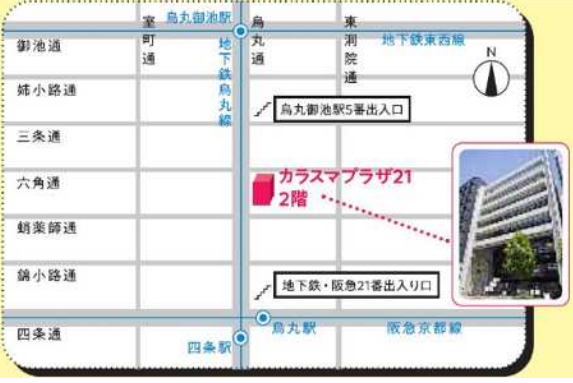 烏丸御池駅
室町通
烏丸通
東洞院通
地下鉄烏丸線
地下鉄東西線
N
御池通
姉小路通
烏丸御池駅5番出入口
三条通
六角通
カラスマプラザ21
2階
蛸薬師通
錦小路通
地下鉄・阪急21番出入り口
四条通
四条駅
烏丸駅
阪急京都線